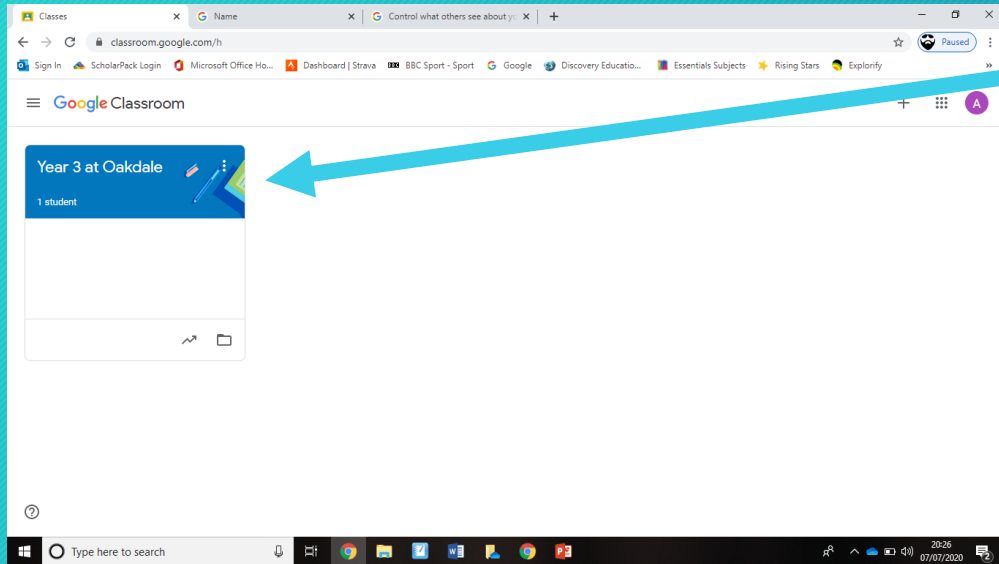 Classes
Name
Control what others see about yo
classroom.google.com/h
Paused
Sign In ScholarPack Login Microsoft Office Ho... Dashboard | Strava BBC Sport - Sport Google Discovery Educatio... Essentials Subjects Rising Stars Explorify »
Google Classroom
A
Year 3 at Oakdale
1 student
Type here to search
20:26
07/07/2020
2